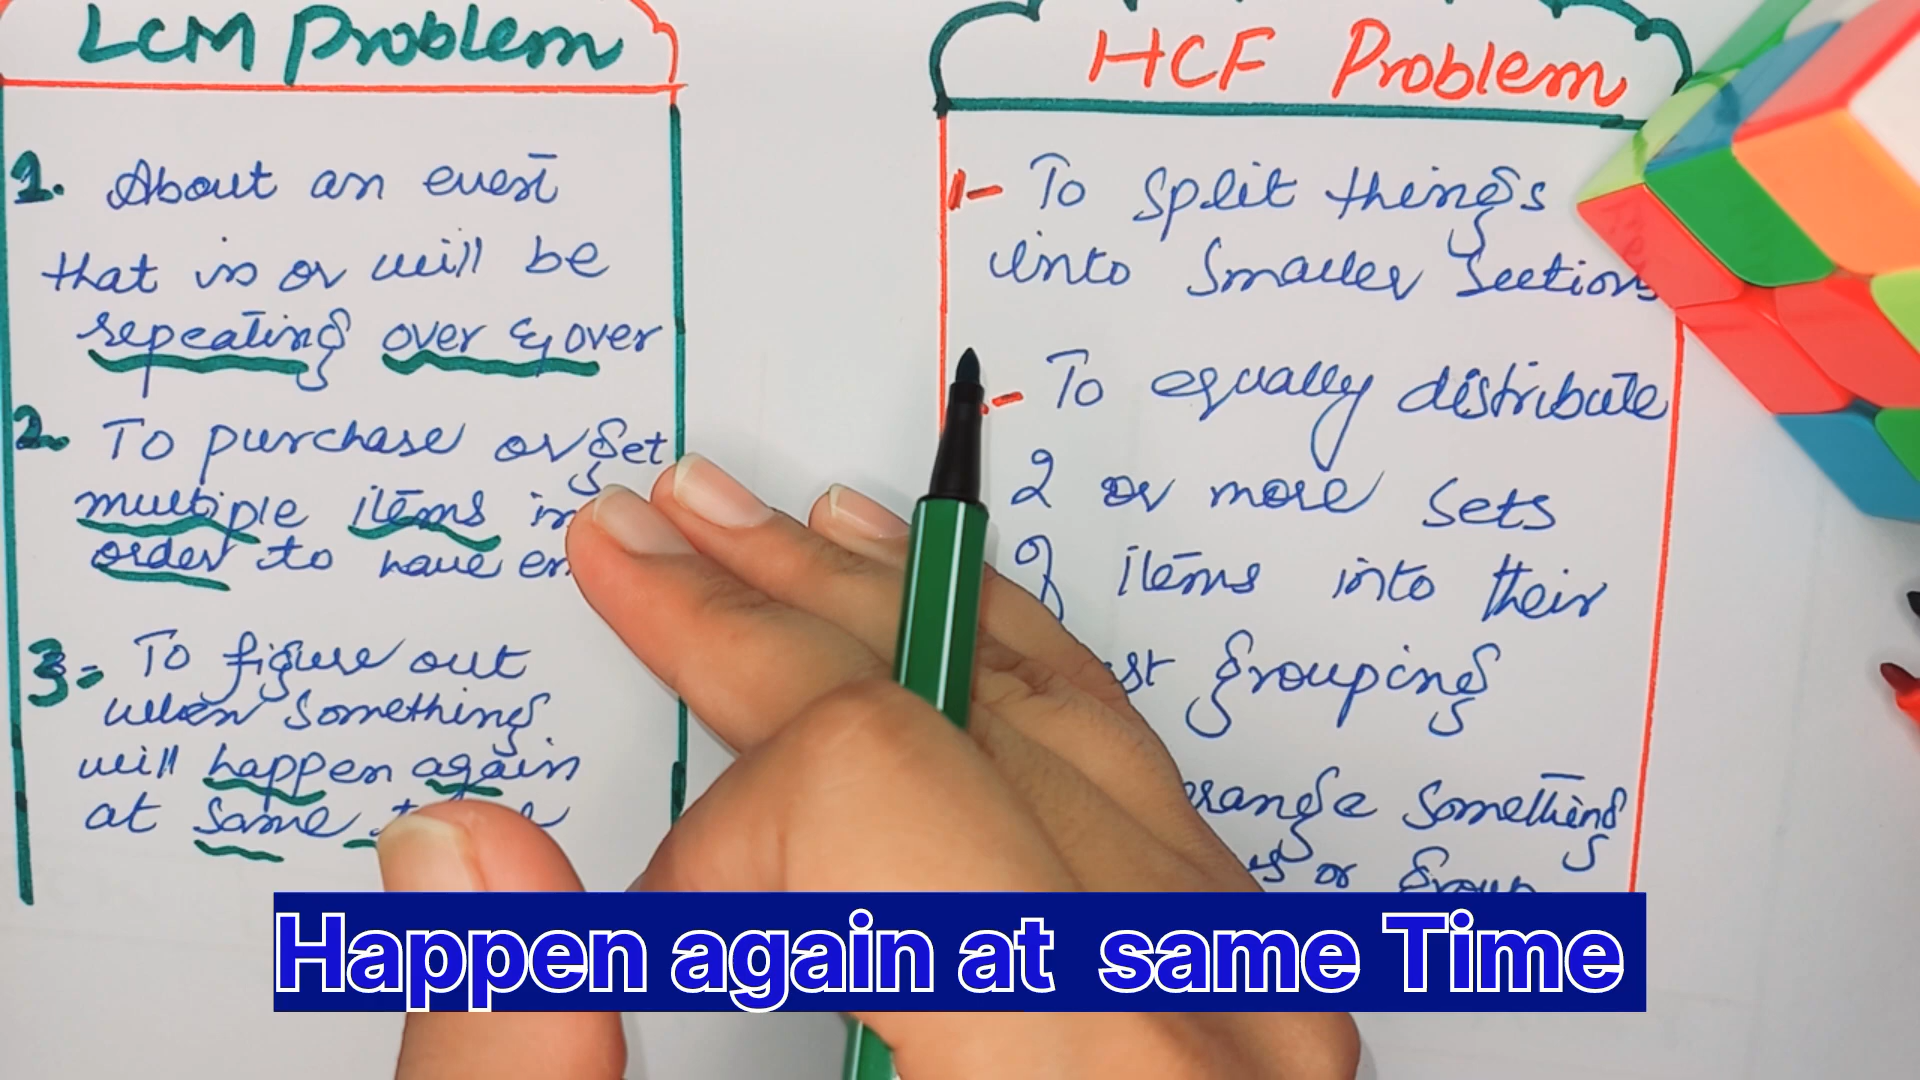 LCM Problem
1. About an event
that is or will be
repeating over & over
2. To purchase or get
multiple items in
order to have
3- To figure out
when something
will happen again
at same
HCF Problem
1- To split things
into smaller sections
- To equally distribute
2 or more sets
of items into their
grouping
something
or group
Happen again at same Time